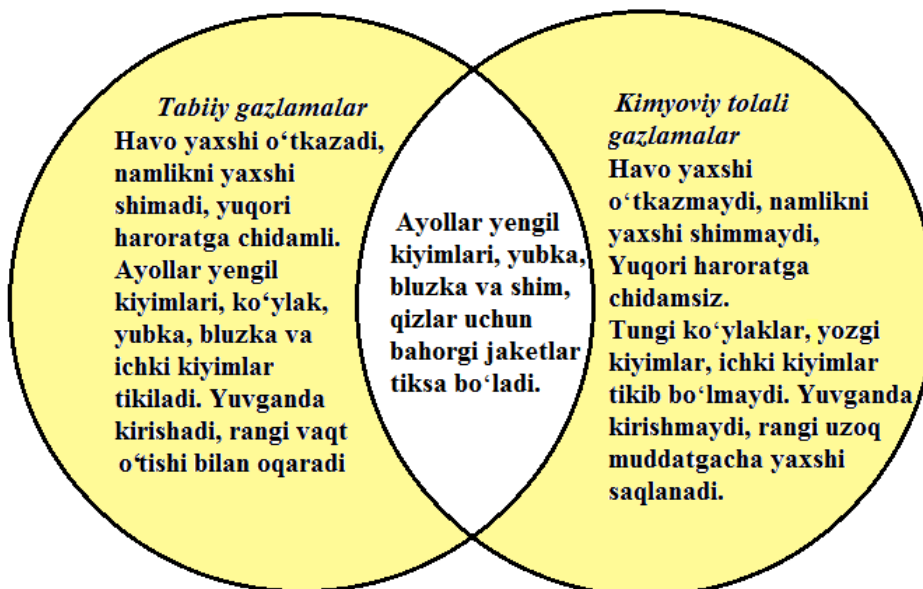 Tabiiy gazlamalar
Havo yaxshi o‘tkazadi,
namlikni yaxshi
shimadi, yuqori
haroratga chidamli.
Ayollar yengil
kiyimlari, ko‘ylak,
yubka, bluzka va
ichki kiyimlar
tikiladi. Yuvganda
kirishadi, rangi vaqt
o‘tishi bilan oqaradi
Ayollar yengil
kiyimlari, yubka,
bluzka va shim,
qizlar uchun
bahorgi jaketlar
tiksa bo‘ladi.
Kimyoviy tolali
gazlamalar
Havo yaxshi
o‘tkazmaydi, namlikni
yaxshi shimmaydi,
Yuqori haroratga
chidamsiz.
Tungi ko‘ylaklar, yozgi
kiyimlar, ichki kiyimlar
tikib bo‘lmaydi. Yuvganda
kirishmaydi, rangi uzoq
muddatgacha yaxshi
saqlanadi.